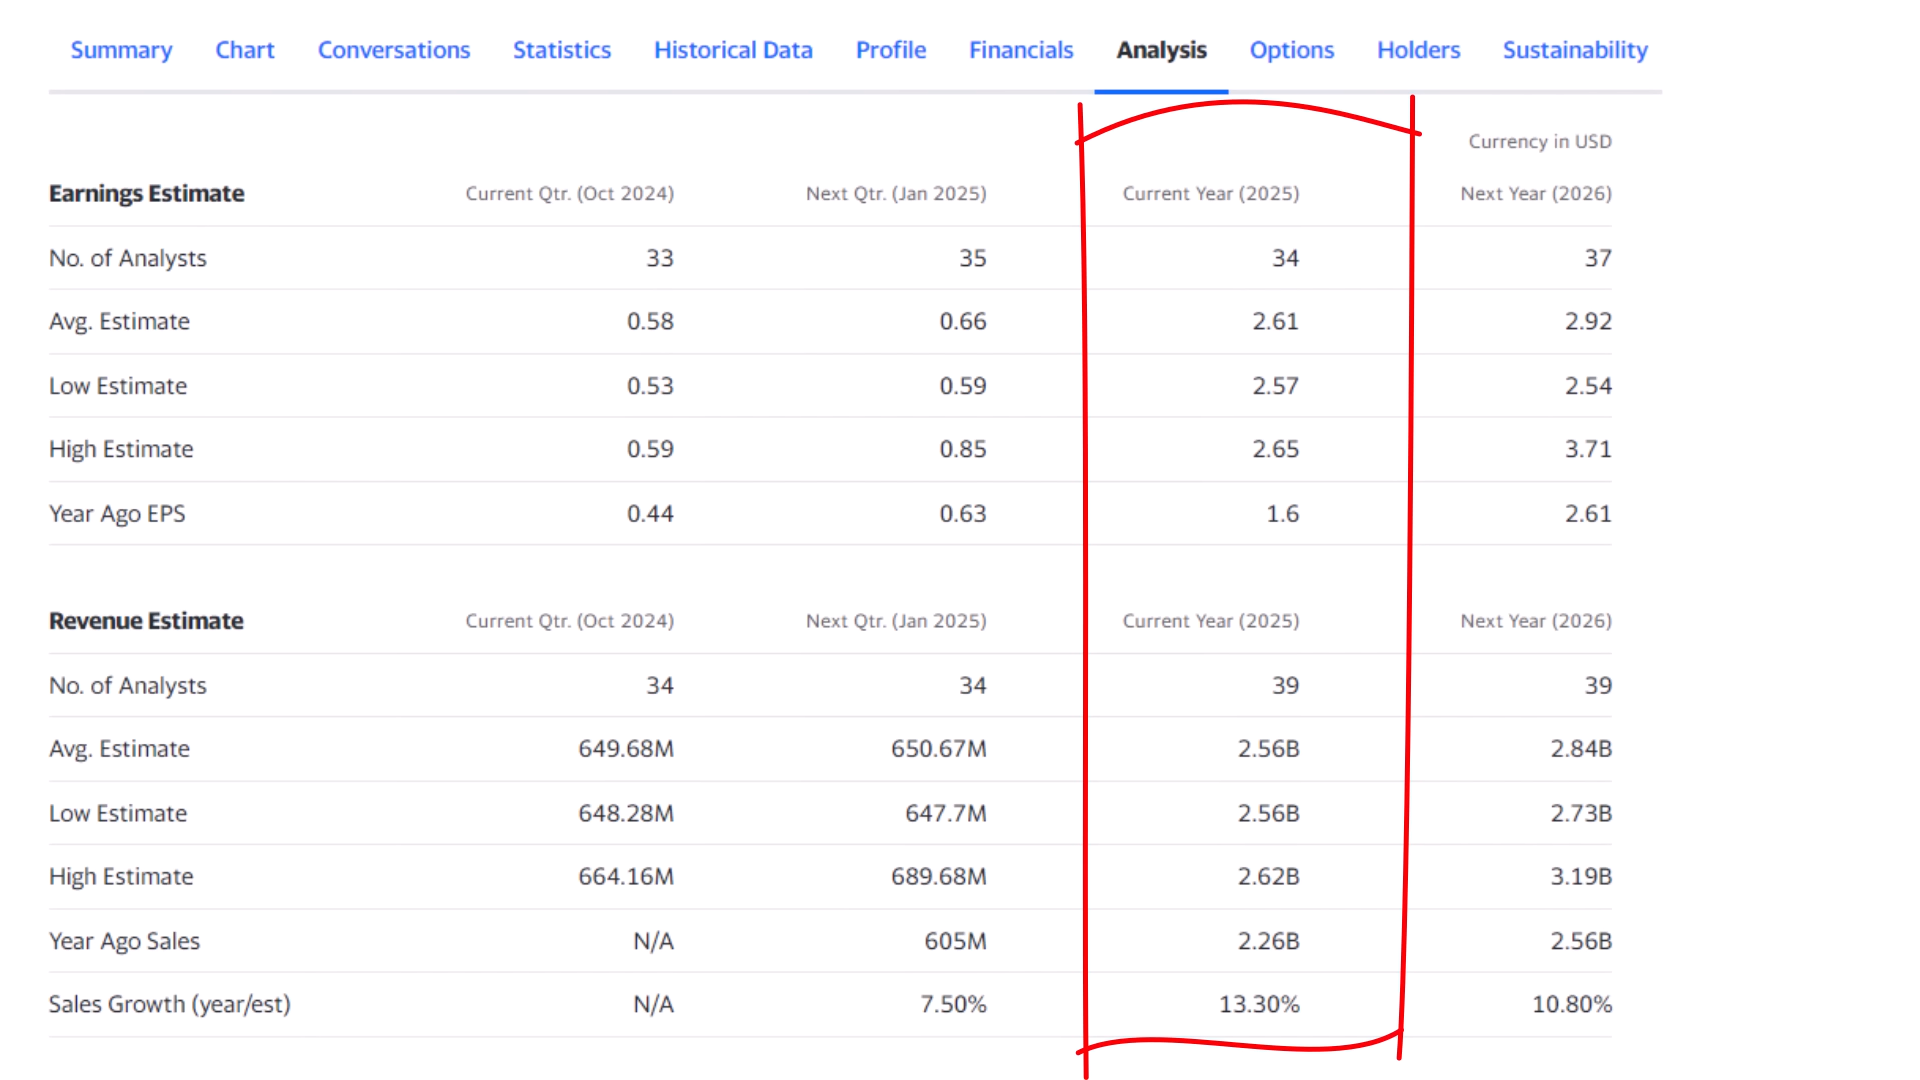 Summary Chart Conversations Statistics Historical Data Profile Financials Analysis Options Holders Sustainability
Currency in USD
Earnings Estimate Current Qtr. (Oct 2024) Next Qtr. (Jan 2025) Current Year (2025) Next Year (2026)
No. of Analysts 33 35 34 37
Avg. Estimate 0.58 0.66 2.61 2.92
Low Estimate 0.53 0.59 2.57 2.54
High Estimate 0.59 0.85 2.65 3.71
Year Ago EPS 0.44 0.63 1.6 2.61
Revenue Estimate Current Qtr. (Oct 2024) Next Qtr. (Jan 2025) Current Year (2025) Next Year (2026)
No. of Analysts 34 34 39 39
Avg. Estimate 649.68M 650.67M 2.56B 2.84B
Low Estimate 648.28M 647.7M 2.56B 2.73B
High Estimate 664.16M 689.68M 2.62B 3.19B
Year Ago Sales N/A 605M 2.26B 2.56B
Sales Growth (year/est) N/A 7.50% 13.30% 10.80%